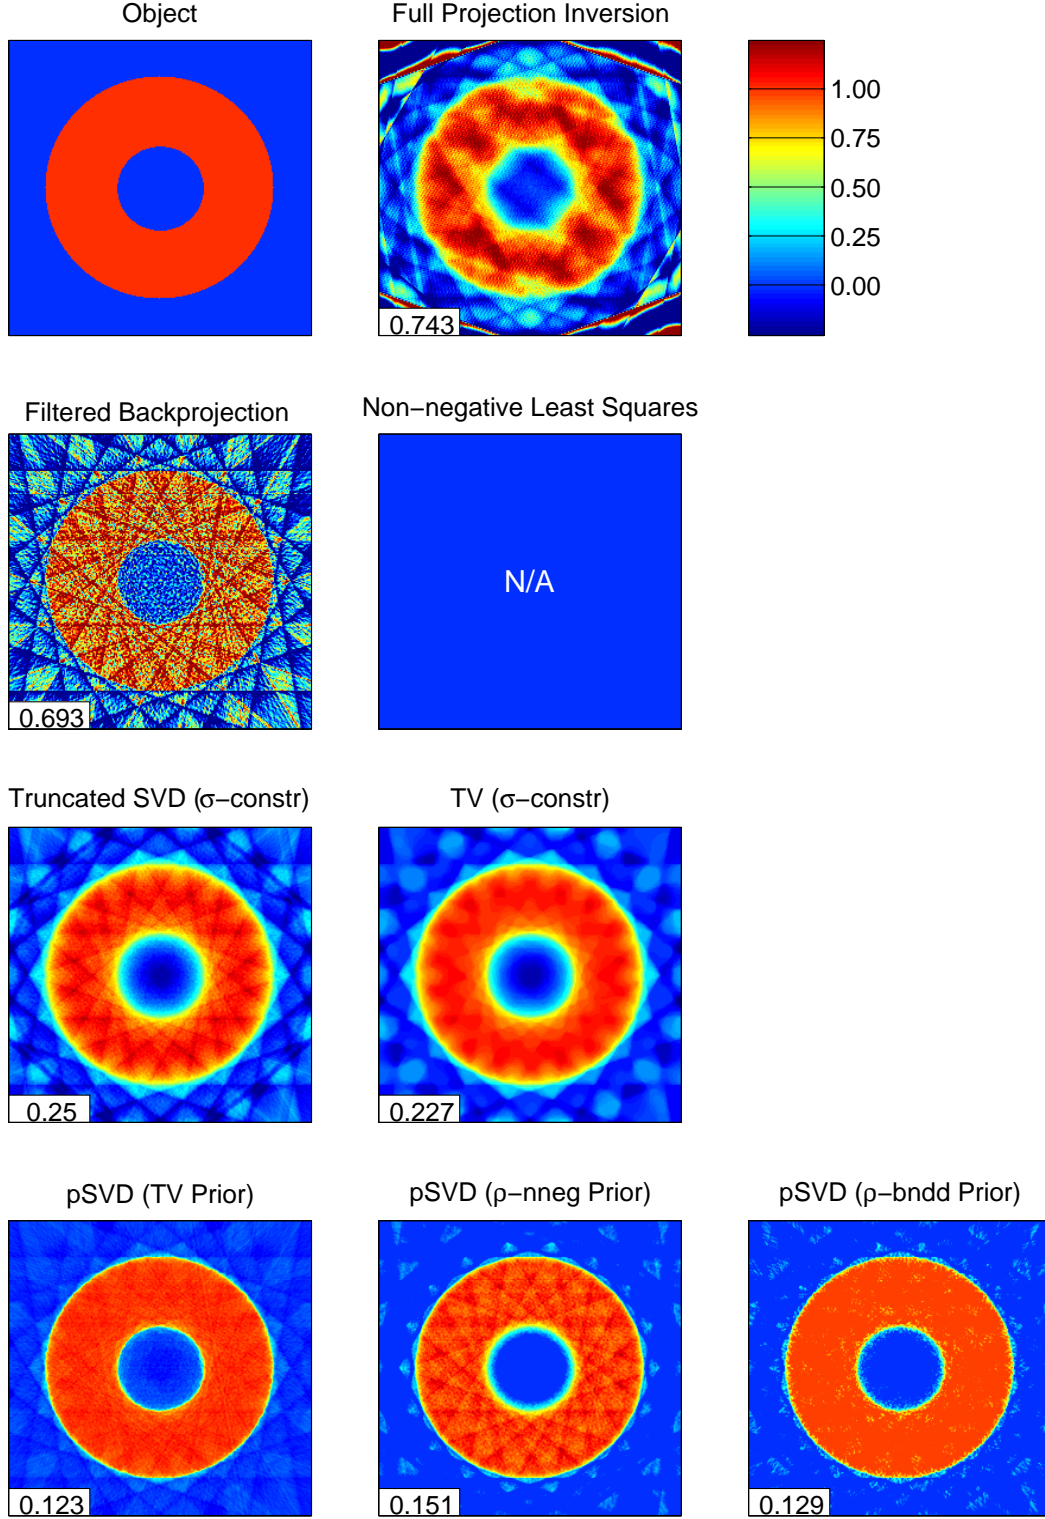 Object
Full Projection Inversion
1.00
0.75
0.50
0.25
0.00
0.743
Filtered Backprojection
Non−negative Least Squares
N/A
0.693
Truncated SVD (σ−constr)
TV (σ−constr)
0.25
0.227
pSVD (TV Prior)
pSVD (ρ−nneg Prior)
pSVD (ρ−bndd Prior)
0.123
0.151
0.129